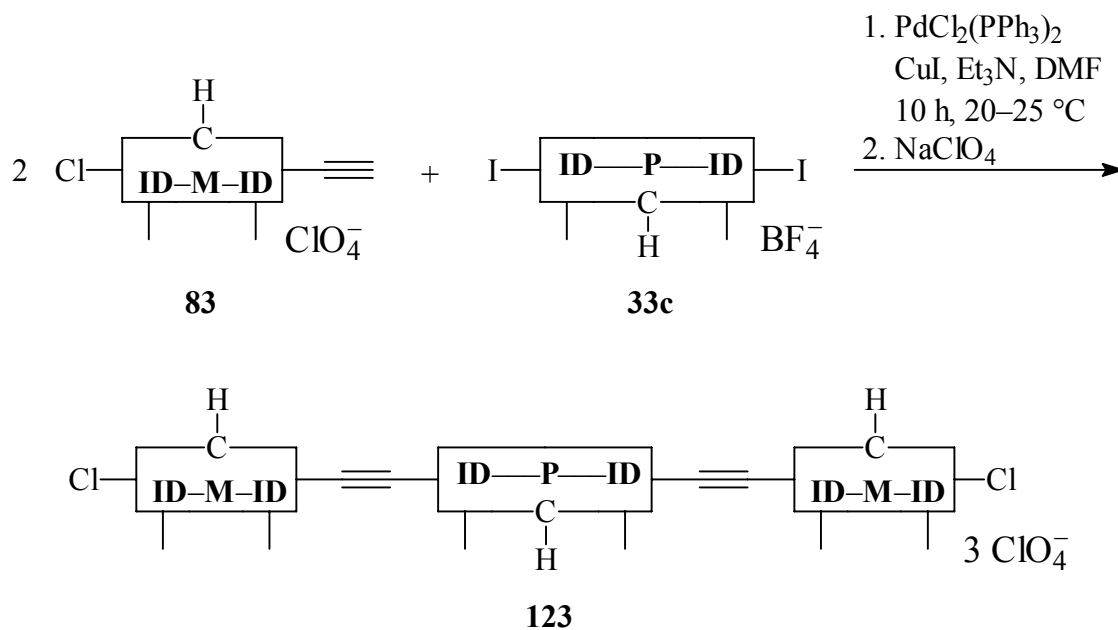 1. PdCl₂(PPh₃)₂
CuI, Et₃N, DMF
10 h, 20–25 °C
2. NaClO₄
H
C
2 Cl ID–M–ID ClO₄⁻
+
I ID—P—ID I
C
H
BF₄⁻
83 33c
H H
C C
Cl ID–M–ID ID—P—ID ID–M–ID Cl
C
H
3 ClO₄⁻
123